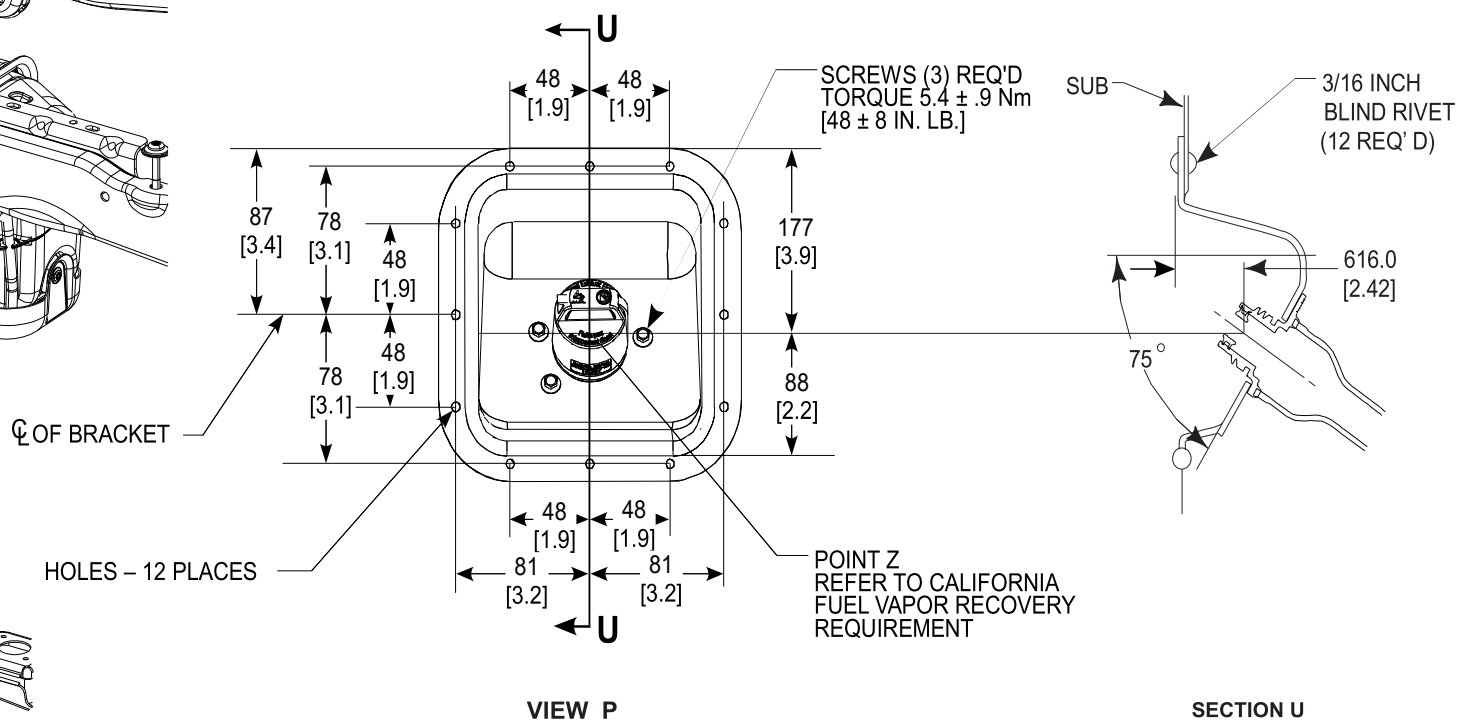 U
48
[1.9]
48
[1.9]
SCREWS (3) REQ'D
TORQUE 5.4 ± .9 Nm
[48 ± 8 IN. LB.]
87
[3.4]
78
[3.1]
48
[1.9]
48
[1.9]
78
[3.1]
177
[3.9]
88
[2.2]
℄ OF BRACKET
HOLES – 12 PLACES
48
[1.9]
48
[1.9]
81
[3.2]
81
[3.2]
U
POINT Z
REFER TO CALIFORNIA
FUEL VAPOR RECOVERY
REQUIREMENT
VIEW P
SUB
3/16 INCH
BLIND RIVET
(12 REQ' D)
616.0
[2.42]
75°
SECTION U